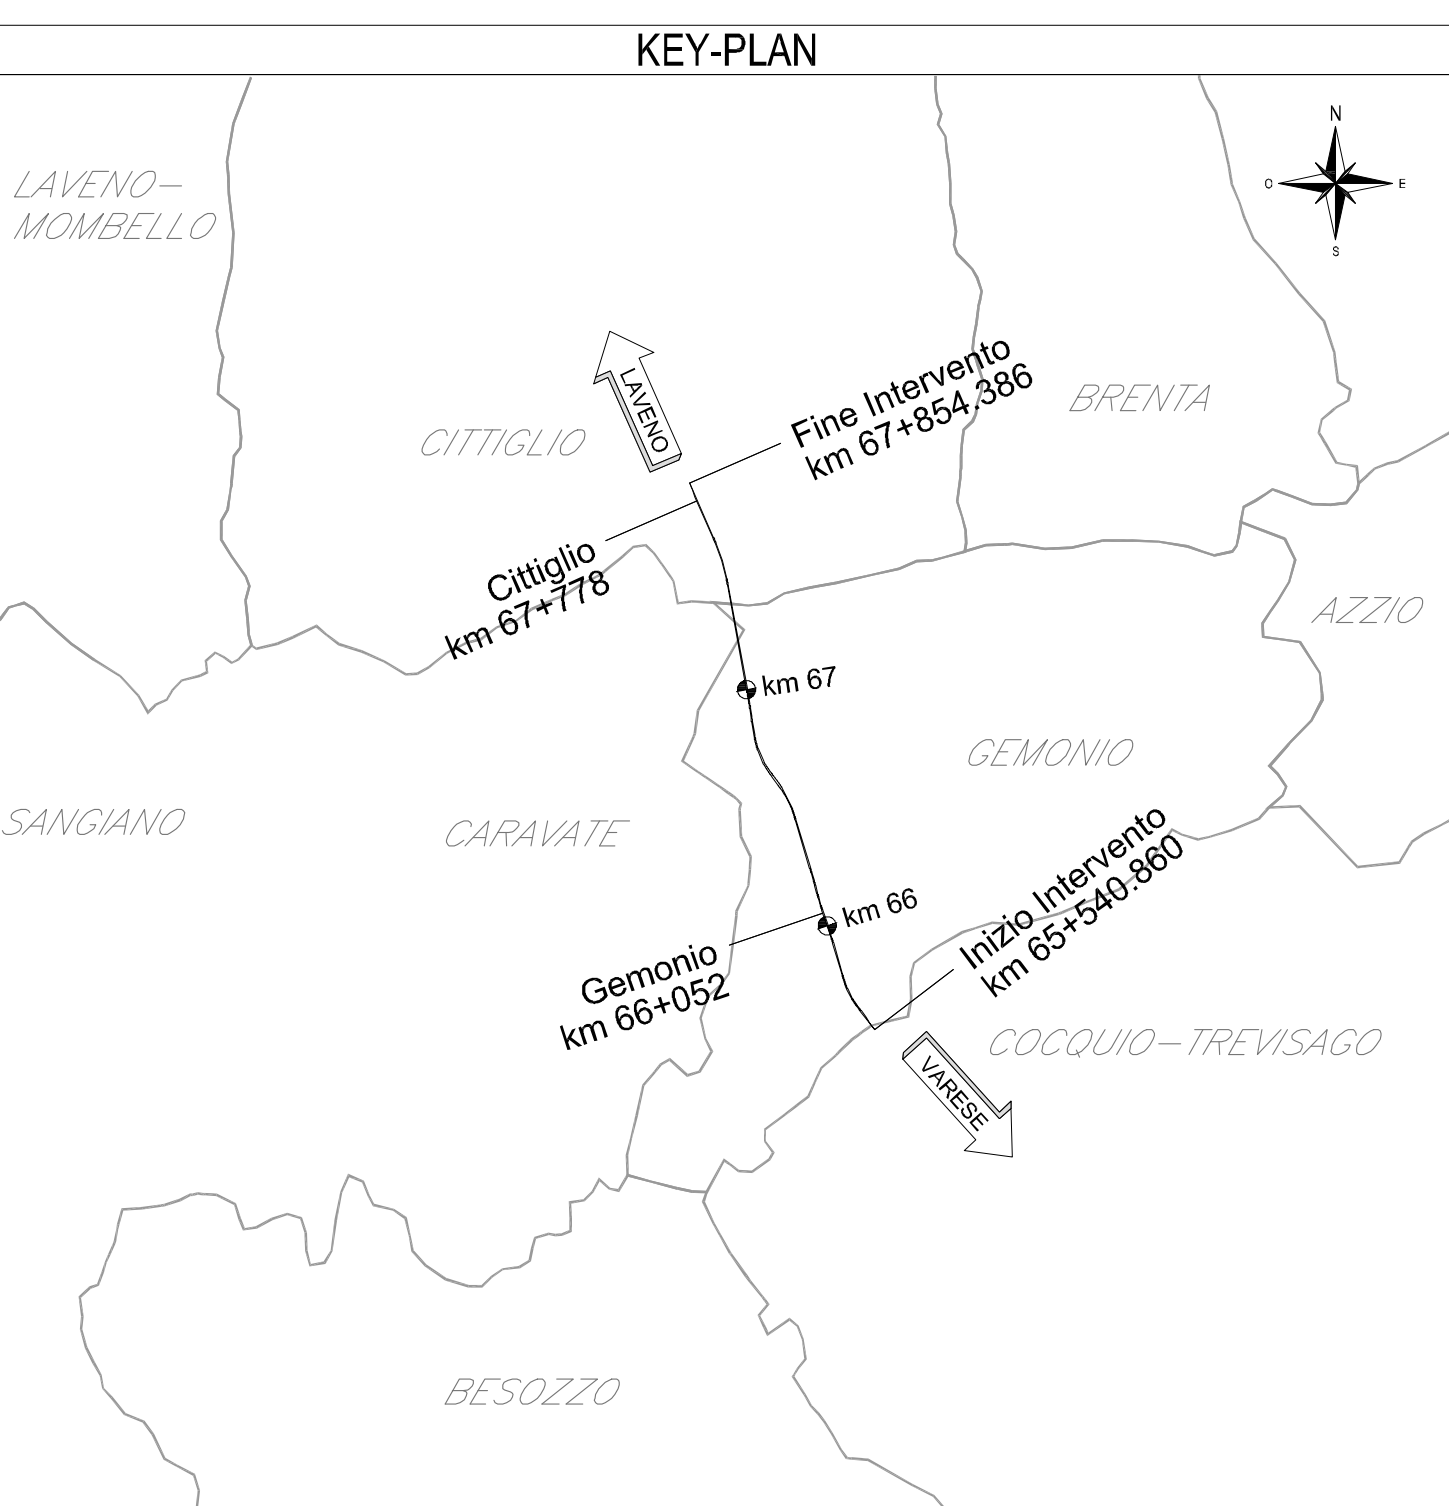 KEY-PLAN
N
O
E
S
LAVENO-
MOMBELLO
LAVENO
Fine Intervento
km 67+854.386
BRENTA
CITTIGLIO
Cittiglio
km 67+778
AZZIO
km 67
GEMONIO
SANGIANO
CARAVATE
Inizio Intervento
km 65+540.860
km 66
Gemonio
km 66+052
COCQUIO-TREVISAGO
VARESE
BESOZZO